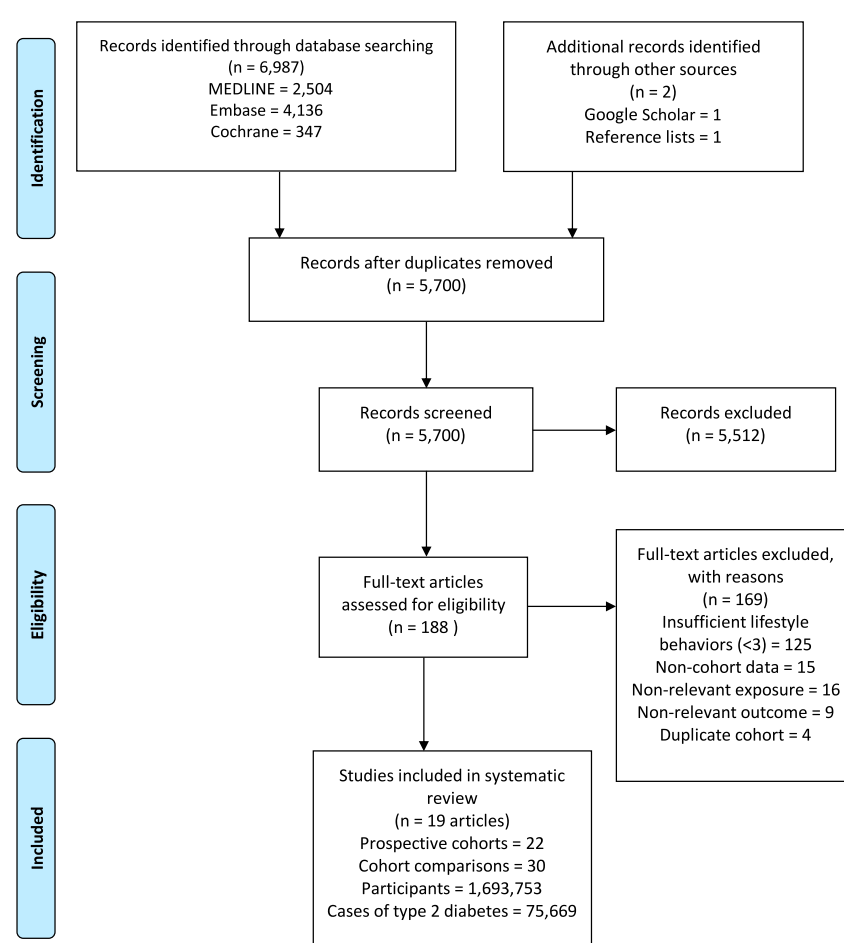 Identification
Records identified through database searching
(n = 6,987)
MEDLINE = 2,504
Embase = 4,136
Cochrane = 347
Additional records identified
through other sources
(n = 2)
Google Scholar = 1
Reference lists = 1
Records after duplicates removed
(n = 5,700)
Screening
Records screened
(n = 5,700)
Records excluded
(n = 5,512)
Eligibility
Full-text articles
assessed for eligibility
(n = 188 )
Full-text articles excluded,
with reasons
(n = 169)
Insufficient lifestyle
behaviors (<3) = 125
Non-cohort data = 15
Non-relevant exposure = 16
Non-relevant outcome = 9
Duplicate cohort = 4
Included
Studies included in systematic
review
(n = 19 articles)
Prospective cohorts = 22
Cohort comparisons = 30
Participants = 1,693,753
Cases of type 2 diabetes = 75,669